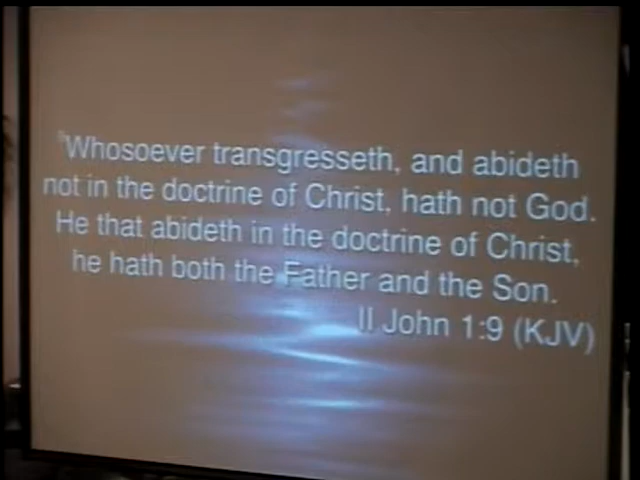 9Whosoever transgresseth, and abideth
not in the doctrine of Christ, hath not God.
He that abideth in the doctrine of Christ,
he hath both the Father and the Son.
II John 1:9 (KJV)